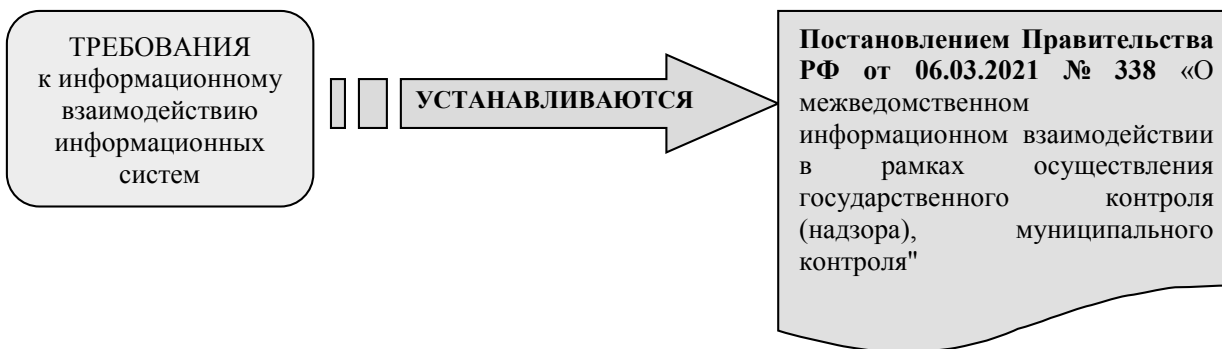 ТРЕБОВАНИЯ
к информационному
взаимодействию
информационных
систем
УСТАНАВЛИВАЮТСЯ
Постановлением Правительства
РФ от 06.03.2021 № 338 «О
межведомственном
информационном взаимодействии
в рамках осуществления
государственного контроля
(надзора), муниципального
контроля"